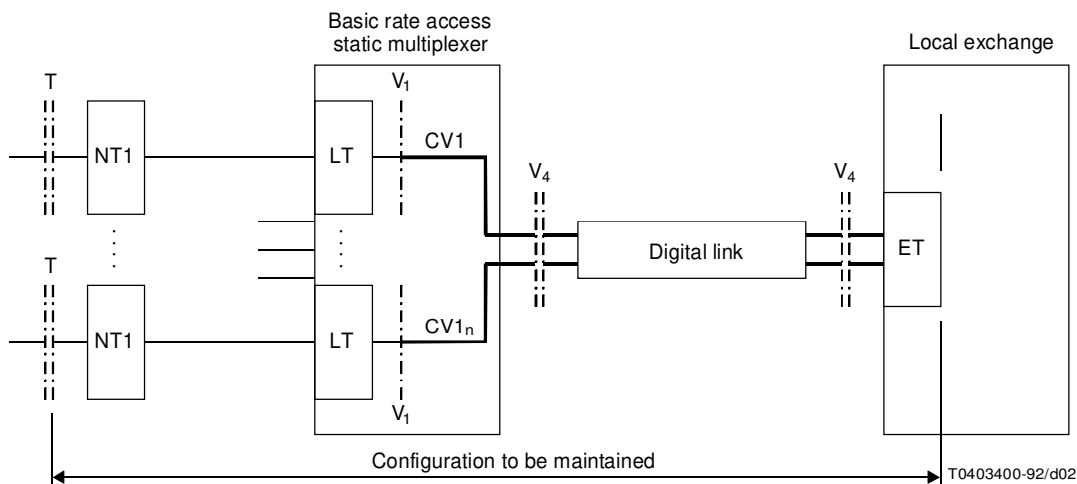 Basic rate access
static multiplexer
Local exchange
T
V1
CV1
NT1
LT
V4
V4
Digital link
ET
T
NT1
LT
CV1n
V1
Configuration to be maintained
T0403400-92/d02